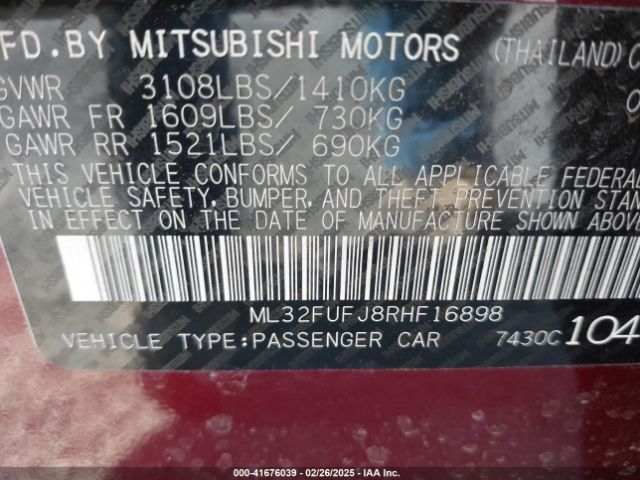 FD. BY MITSUBISHI MOTORS (THAILAND) C
GVWR 3108LBS/1410KG
GAWR FR 1609LBS/ 730KG
GAWR RR 1521LBS/ 690KG
THIS VEHICLE CONFORMS TO ALL APPLICABLE FEDERAL
VEHICLE SAFETY, BUMPER, AND THEFT PREVENTION STAN
IN EFFECT ON THE DATE OF MANUFACTURE SHOWN ABOVE
ML32FUFJ8RHF16898
VEHICLE TYPE:PASSENGER CAR 7430C 104
000-41676039 — 02/26/2025 — IAA Inc.